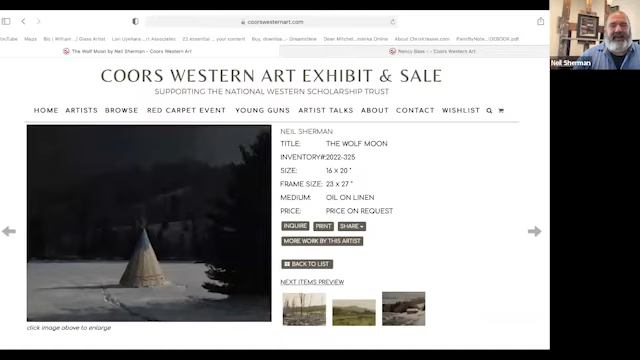 coorswesternart.com
YouTube Maps
The Wolf Moon by Neil Sherman - Coors Western Art
Nancy Bass - - Coors Western Art
COORS WESTERN ART EXHIBIT & SALE
SUPPORTING THE NATIONAL WESTERN SCHOLARSHIP TRUST
HOME ARTISTS BROWSE RED CARPET EVENT YOUNG GUNS ARTIST TALKS ABOUT CONTACT WISHLIST
NEIL SHERMAN
TITLE: THE WOLF MOON
INVENTORY#:2022-325
SIZE: 16 X 20 "
FRAME SIZE: 23 X 27 "
MEDIUM: OIL ON LINEN
PRICE: PRICE ON REQUEST
INQUIRE PRINT SHARE
MORE WORK BY THIS ARTIST
BACK TO LIST
NEXT ITEMS PREVIEW
click image above to enlarge
Neil Sherman